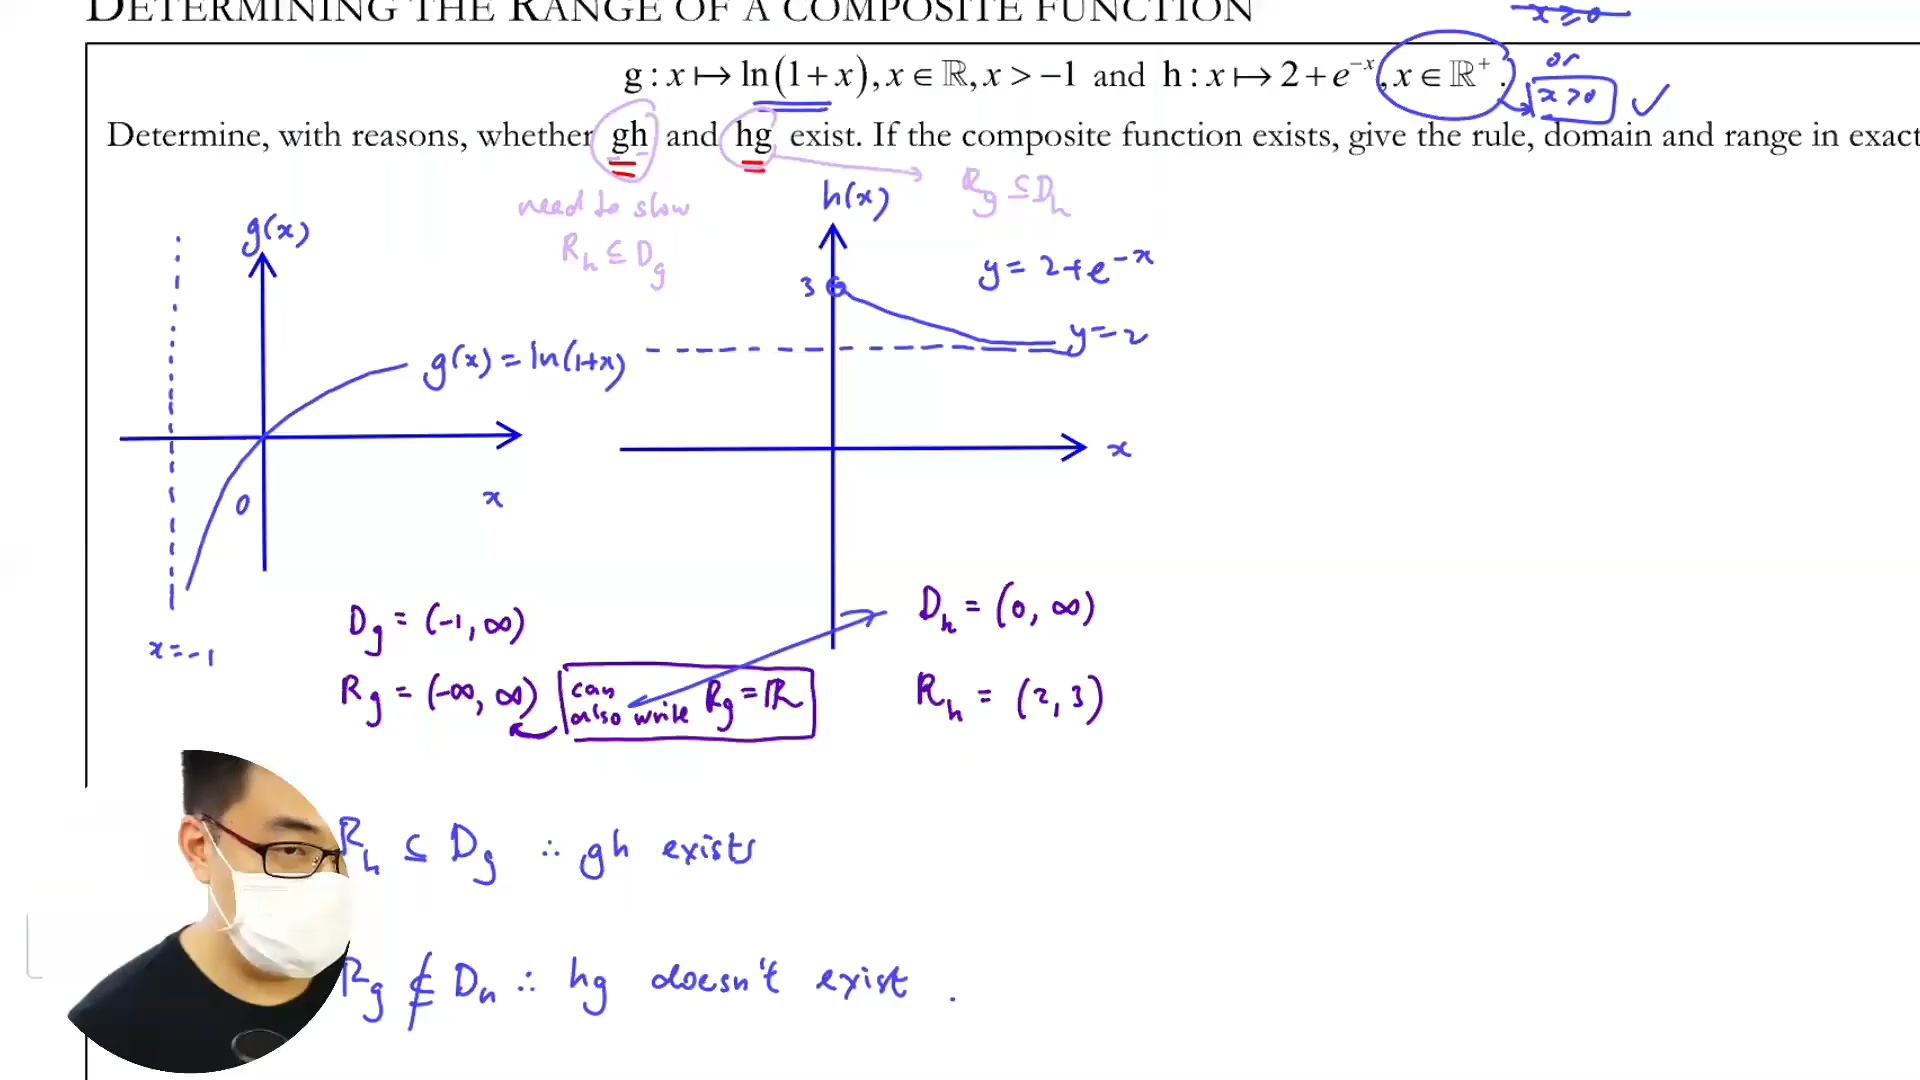 DETERMINING THE RANGE OF A COMPOSITE FUNCTION
x ≥ 0
g : x ↦ ln(1 + x), x ∈ ℝ, x > −1 and h : x ↦ 2 + e^{−x}, x ∈ ℝ⁺.
or
x > 0 ✓
Determine, with reasons, whether gh and hg exist. If the composite function exists, give the rule, domain and range in exact
need to slow
R_h ⊆ D_g
R_g ⊆ D_h
g(x)
h(x)
y = 2 + e^{-x}
3
y = 2
g(x) = ln(1+x)
x
0
x
x = -1
D_g = (-1, ∞)
D_h = (0, ∞)
R_g = (-∞, ∞)
can also write R_g = ℝ
R_h = (2, 3)
R_h ⊆ D_g ∴ gh exists
R_g ⊄ D_h ∴ hg doesn't exist.